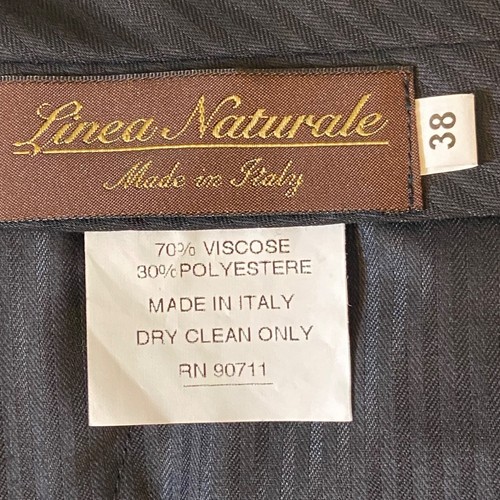 Linea Naturale
Made in Italy
38
70% VISCOSE
30% POLYESTERE
MADE IN ITALY
DRY CLEAN ONLY
RN 90711